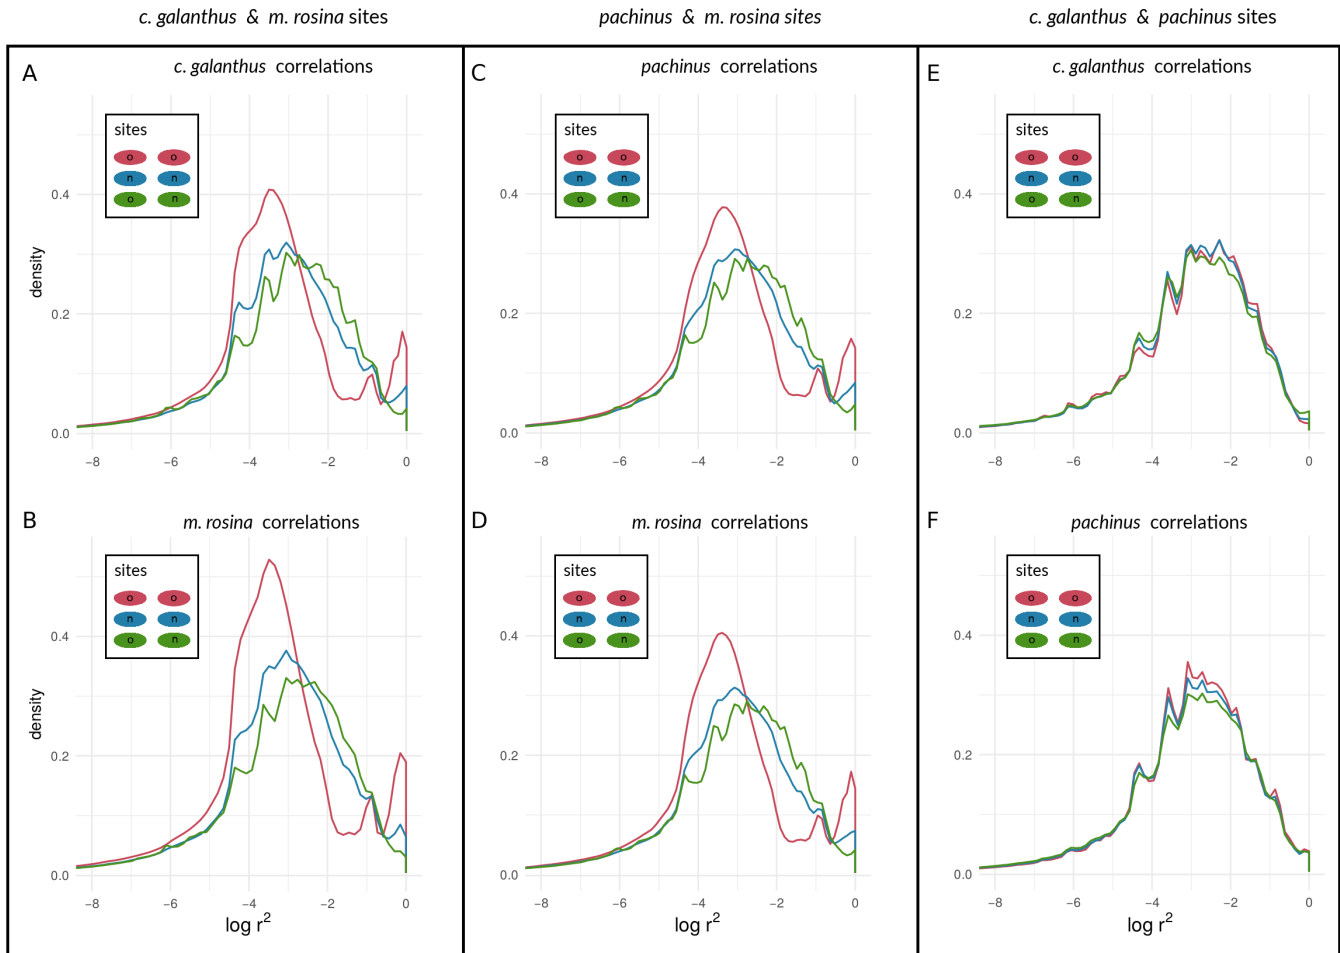 c. galanthus & m. rosina sites
pachinus & m. rosina sites
c. galanthus & pachinus sites
A
c. galanthus correlations
sites
o o
n n
o n
0.4
0.2
0.0
density
−8 −6 −4 −2 0
C
pachinus correlations
sites
o o
n n
o n
0.4
0.2
0.0
−8 −6 −4 −2 0
E
c. galanthus correlations
sites
o o
n n
o n
0.4
0.2
0.0
−8 −6 −4 −2 0
B
m. rosina correlations
sites
o o
n n
o n
0.4
0.2
0.0
density
−8 −6 −4 −2 0
log r²
D
m. rosina correlations
sites
o o
n n
o n
0.4
0.2
0.0
−8 −6 −4 −2 0
log r²
F
pachinus correlations
sites
o o
n n
o n
0.4
0.2
0.0
−8 −6 −4 −2 0
log r²